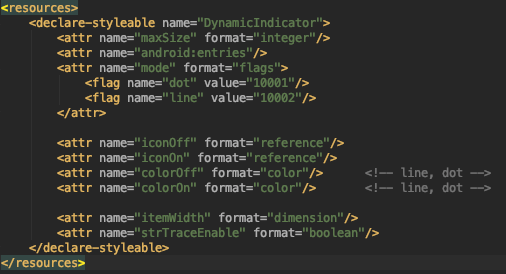 <resources>
    <declare-styleable name="DynamicIndicator">
        <attr name="maxSize" format="integer"/>
        <attr name="android:entries"/>
        <attr name="mode" format="flags">
            <flag name="dot" value="10001"/>
            <flag name="line" value="10002"/>
        </attr>

        <attr name="iconOff" format="reference"/>
        <attr name="iconOn" format="reference"/>
        <attr name="colorOff" format="color"/>      <!-- line, dot -->
        <attr name="colorOn" format="color"/>       <!-- line, dot -->

        <attr name="itemWidth" format="dimension"/>
        <attr name="strTraceEnable" format="boolean"/>
    </declare-styleable>
</resources>